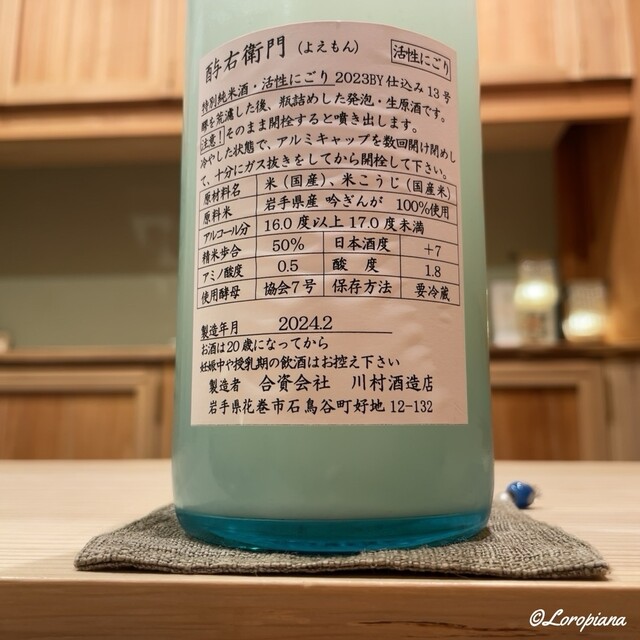 酉与右衛門 (よえもん) 活性にごり
特別純米酒・活性にごり 2023BY 仕込み 13 号
醪を荒濾した後、瓶詰めした発泡・生原酒です。
注意!そのまま開栓すると噴き出します。
冷やした状態で、アルミキャップを数回開け閉めし
て、十分にガス抜きをしてから開栓して下さい。
原材料名 米(国産)、米こうじ(国産米)
原料米 岩手県産 吟ぎんが 100%使用
アルコール分 16.0 度以上 17.0 度未満
精米歩合 50% 日本酒度 +7
アミノ酸度 0.5 酸 度 1.8
使用酵母 協会7号 保存方法 要冷蔵
製造年月 2024.2
お酒は20歳になってから
妊娠中や授乳期の飲酒はお控え下さい
製造者 合資会社 川村酒造店
岩手県花巻市石鳥谷町好地 12-132
©Loropiana